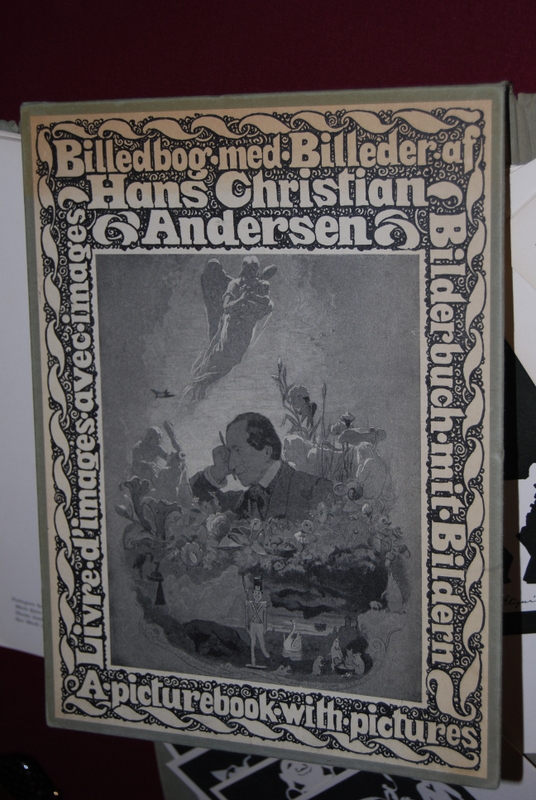 Billedbog·med·Billeder·af
Hans Christian
Andersen
Livre·d'images·avec·images
Bilderbuch·mit·Bildern
A picturebook·with·pictures